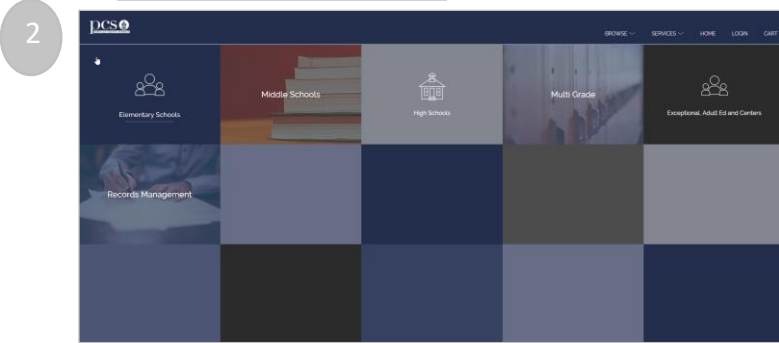 2
pcs
BROWSE SERVICES HOME LOGIN CART
Elementary Schools
Middle Schools
High Schools
Multi Grade
Exceptional, Adult Ed and Centers
Records Management